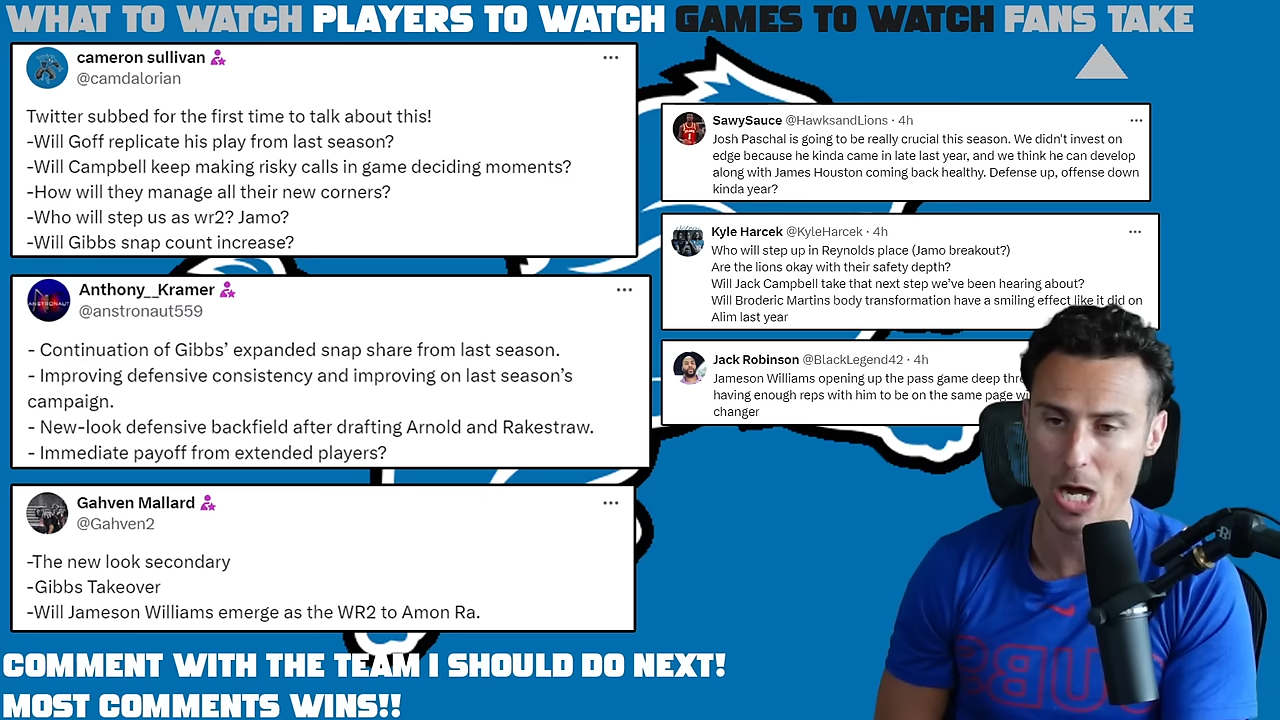 WHAT TO WATCH PLAYERS TO WATCH GAMES TO WATCH FANS TAKE
cameron sullivan
@camdalorian
Twitter subbed for the first time to talk about this!
-Will Goff replicate his play from last season?
-Will Campbell keep making risky calls in game deciding moments?
-How will they manage all their new corners?
-Who will step us as wr2? Jamo?
-Will Gibbs snap count increase?
Anthony__Kramer
@anstronaut559
- Continuation of Gibbs' expanded snap share from last season.
- Improving defensive consistency and improving on last season's
campaign.
- New-look defensive backfield after drafting Arnold and Rakestraw.
- Immediate payoff from extended players?
Gahven Mallard
@Gahven2
-The new look secondary
-Gibbs Takeover
-Will Jameson Williams emerge as the WR2 to Amon Ra.
SawySauce @HawksandLions · 4h
Josh Paschal is going to be really crucial this season. We didn't invest on
edge because he kinda came in late last year, and we think he can develop
along with James Houston coming back healthy. Defense up, offense down
kinda year?
Kyle Harcek @KyleHarcek · 4h
Who will step up in Reynolds place (Jamo breakout?)
Are the lions okay with their safety depth?
Will Jack Campbell take that next step we've been hearing about?
Will Broderic Martins body transformation have a smiling effect like it did on
Alim last year
Jack Robinson @BlackLegend42 · 4h
Jameson Williams opening up the pass game deep
having enough reps with him to be on the same page
changer
COMMENT WITH THE TEAM I SHOULD DO NEXT!
MOST COMMENTS WINS!!
CUBS